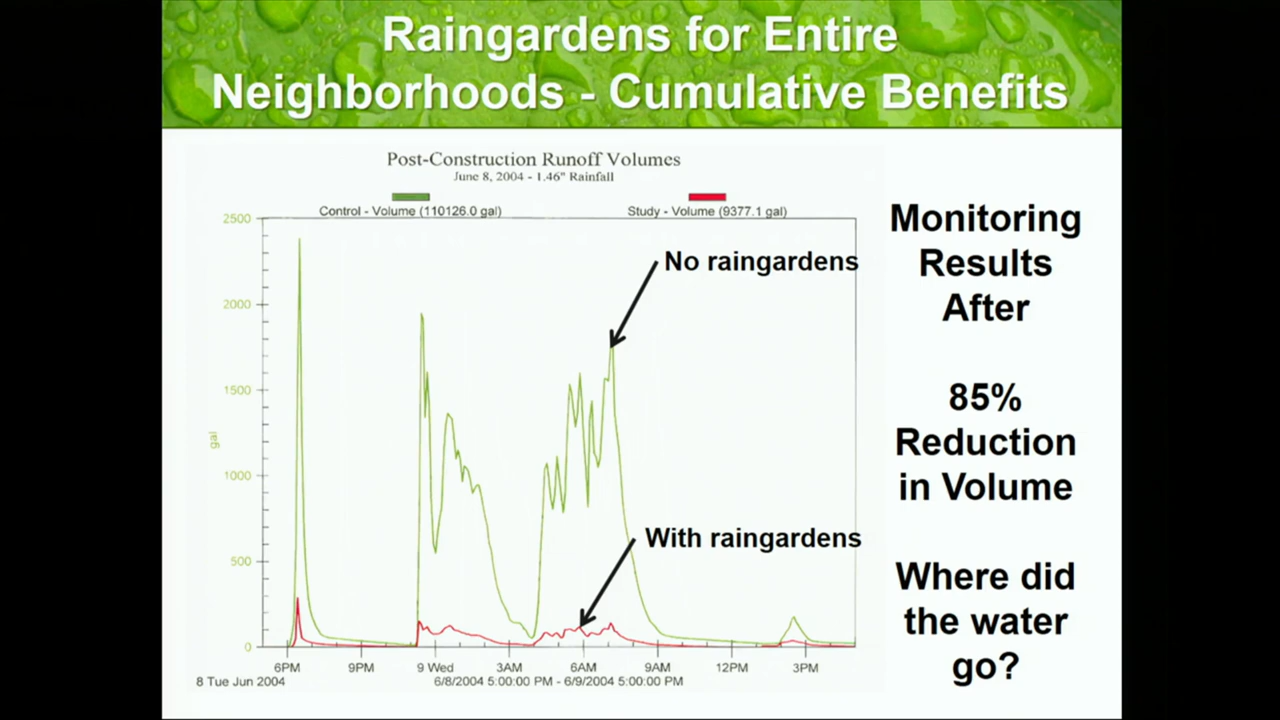 Raingardens for Entire
Neighborhoods - Cumulative Benefits
Post-Construction Runoff Volumes
June 8, 2004 - 1.46" Rainfall
Control - Volume (110126.0 gal)
Study - Volume (9377.1 gal)
2500
2000
1500
1000
500
0
gal
No raingardens
With raingardens
6PM
9PM
9 Wed
3AM
6AM
9AM
12PM
3PM
8 Tue Jun 2004
6/8/2004 5:00:00 PM - 6/9/2004 5:00:00 PM
Monitoring
Results
After
85%
Reduction
in Volume
Where did
the water
go?